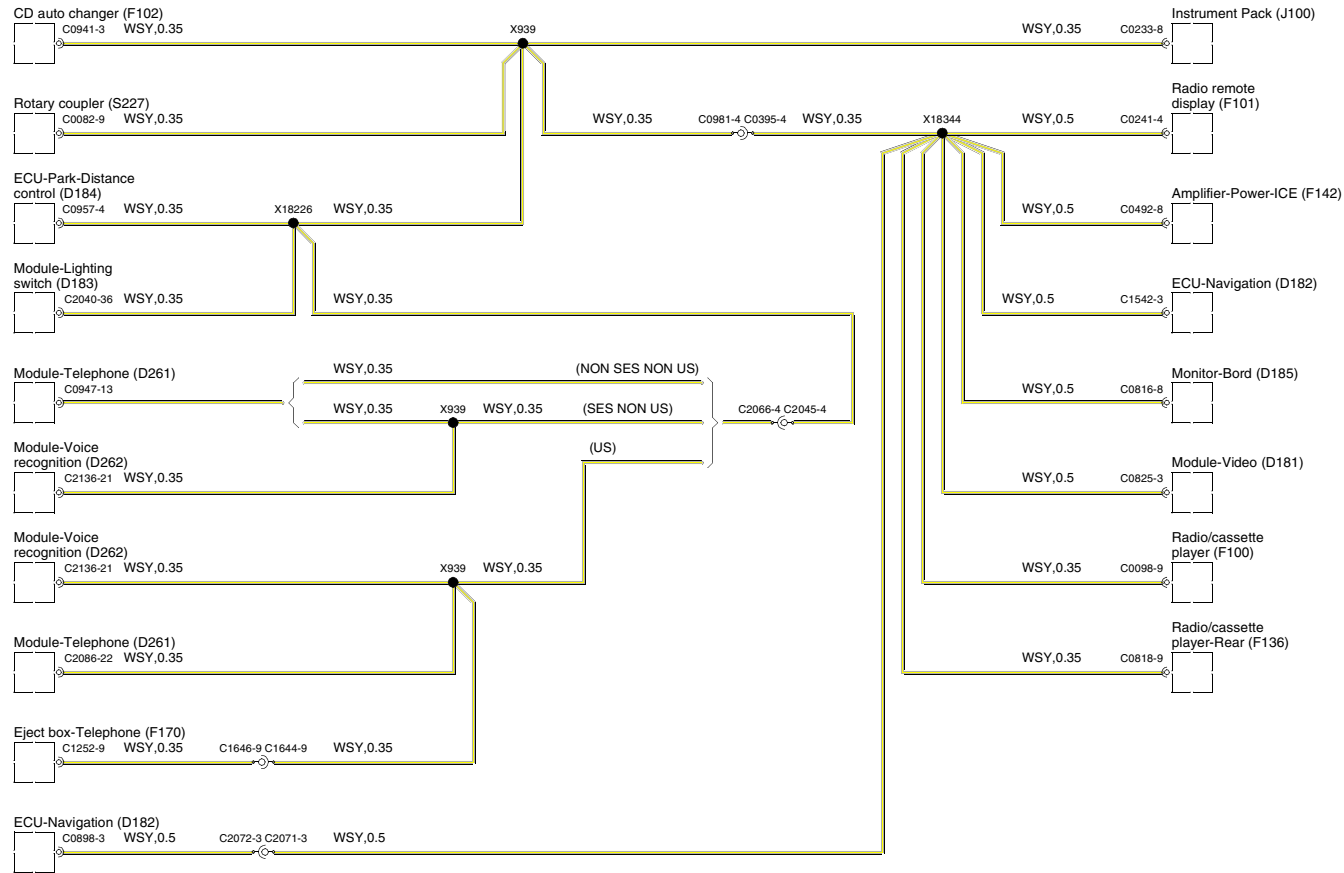 CD auto changer (F102)
C0941-3 WSY,0.35 X939 WSY,0.35 C0233-8
Instrument Pack (J100)
Rotary coupler (S227)
C0082-9 WSY,0.35 WSY,0.35 C0981-4 C0395-4 WSY,0.35 X18344 WSY,0.5 C0241-4
Radio remote
display (F101)
ECU-Park-Distance
control (D184)
C0957-4 WSY,0.35 X18226 WSY,0.35 WSY,0.5 C0492-8
Amplifier-Power-ICE (F142)
Module-Lighting
switch (D183)
C2040-36 WSY,0.35 WSY,0.35 WSY,0.5 C1542-3
ECU-Navigation (D182)
Module-Telephone (D261)
C0947-13
WSY,0.35 (NON SES NON US)
WSY,0.35 X939 WSY,0.35 (SES NON US) C2066-4 C2045-4
(US)
WSY,0.5 C0816-8
Monitor-Bord (D185)
Module-Voice
recognition (D262)
C2136-21 WSY,0.35 WSY,0.5 C0825-3
Module-Video (D181)
Module-Voice
recognition (D262)
C2136-21 WSY,0.35 X939 WSY,0.35 WSY,0.35 C0098-9
Radio/cassette
player (F100)
Module-Telephone (D261)
C2086-22 WSY,0.35 WSY,0.35 C0818-9
Radio/cassette
player-Rear (F136)
Eject box-Telephone (F170)
C1252-9 WSY,0.35 C1646-9 C1644-9 WSY,0.35
ECU-Navigation (D182)
C0898-3 WSY,0.5 C2072-3 C2071-3 WSY,0.5